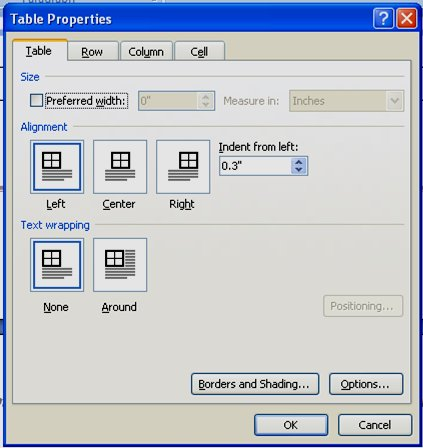 Paragraph
Table Properties
Table Row Column Cell
Size
Preferred width: 0" Measure in: Inches
Alignment
Indent from left:
0.3"
Left Center Right
Text wrapping
None Around
Positioning...
Borders and Shading... Options...
OK Cancel